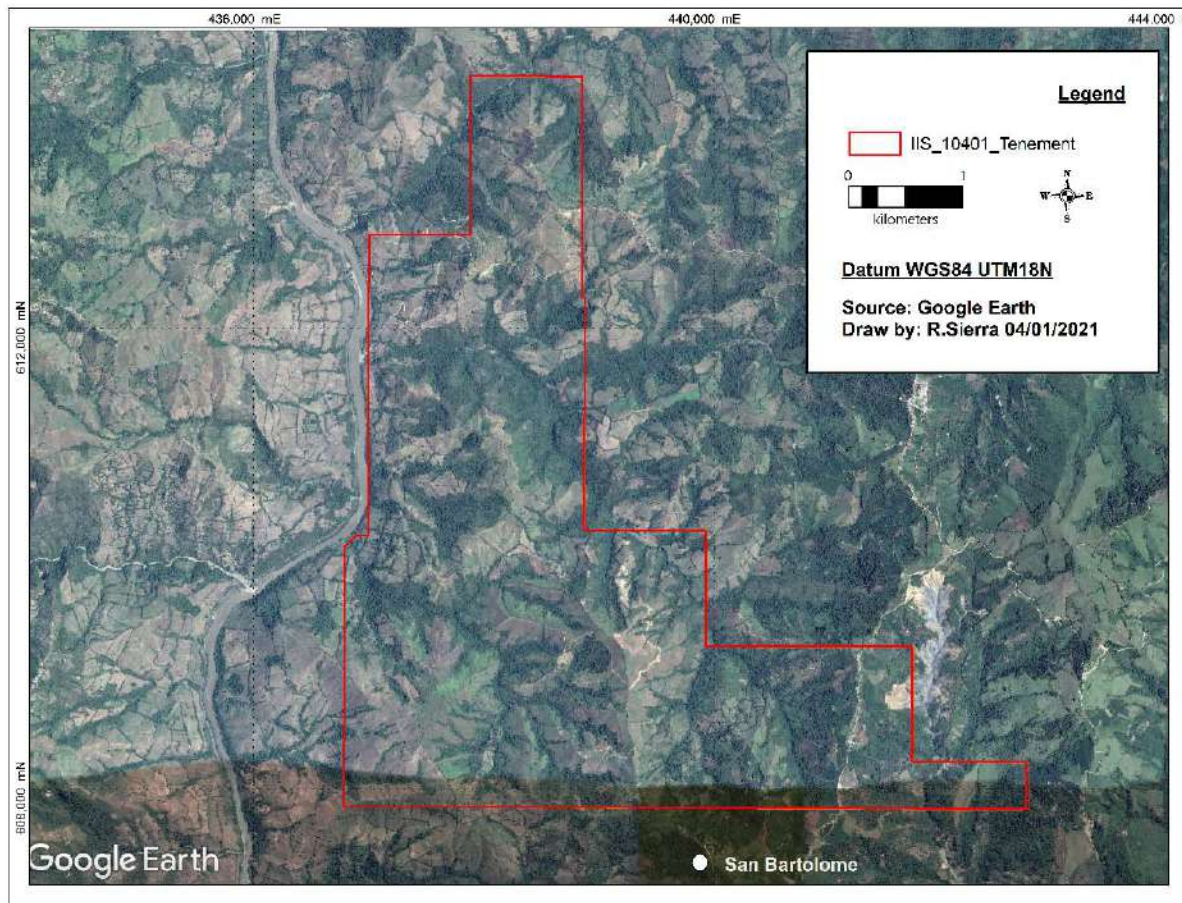 436,000 mE
440,000 mE
444,000
Legend
IIS_10401_Tenement
0 1
kilometers
N
W E
S
Datum WGS84 UTM18N
Source: Google Earth
Draw by: R.Sierra 04/01/2021
612,000 mN
808,000 mN
Google Earth
San Bartolome